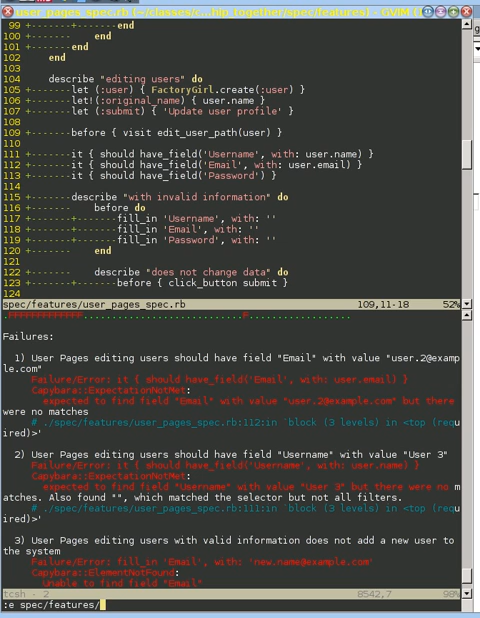 user_pages_spec.rb (~/classes/c...flip together/spec/features) - GVIM
99 +-------+-------end
100 +-------    end
101 +-------end
102     end
103
104     describe "editing users" do
105 +-------let (:user) { FactoryGirl.create(:user) }
106 +-------let!(:original_name) { user.name }
107 +-------let (:submit) { 'Update user profile' }
108
109 +-------before { visit edit_user_path(user) }
110
111 +-------it { should have_field('Username', with: user.name) }
112 +-------it { should have_field('Email', with: user.email) }
113 +-------it { should have_field('Password') }
114
115 +-------describe "with invalid information" do
116 +-------    before do
117 +-------+-------fill_in 'Username', with: ''
118 +-------+-------fill_in 'Email', with: ''
119 +-------+-------fill_in 'Password', with: ''
120 +-------    end
121
122 +-------    describe "does not change data" do
123 +-------+-------before { click_button submit }
124
spec/features/user_pages_spec.rb 109,11-18 52%
.FFFFFFFFFFFFF...........................F..................
Failures:
1) User Pages editing users should have field "Email" with value "user.2@examp
le.com"
Failure/Error: it { should have_field('Email', with: user.email) }
Capybara::ExpectationNotMet:
expected to find field "Email" with value "user.2@example.com" but there
were no matches
# ./spec/features/user_pages_spec.rb:112:in `block (3 levels) in <top (requ
ired)>'
2) User Pages editing users should have field "Username" with value "User 3"
Failure/Error: it { should have_field('Username', with: user.name) }
Capybara::ExpectationNotMet:
expected to find field "Username" with value "User 3" but there were no m
atches. Also found "", which matched the selector but not all filters.
# ./spec/features/user_pages_spec.rb:111:in `block (3 levels) in <top (requ
ired)>'
3) User Pages editing users with valid information does not add a new user to
the system
Failure/Error: fill_in 'Email', with: 'new.name@example.com'
Capybara::ElementNotFound:
Unable to find field "Email"
tcsh - 2 8542,7 98%
:e spec/features/